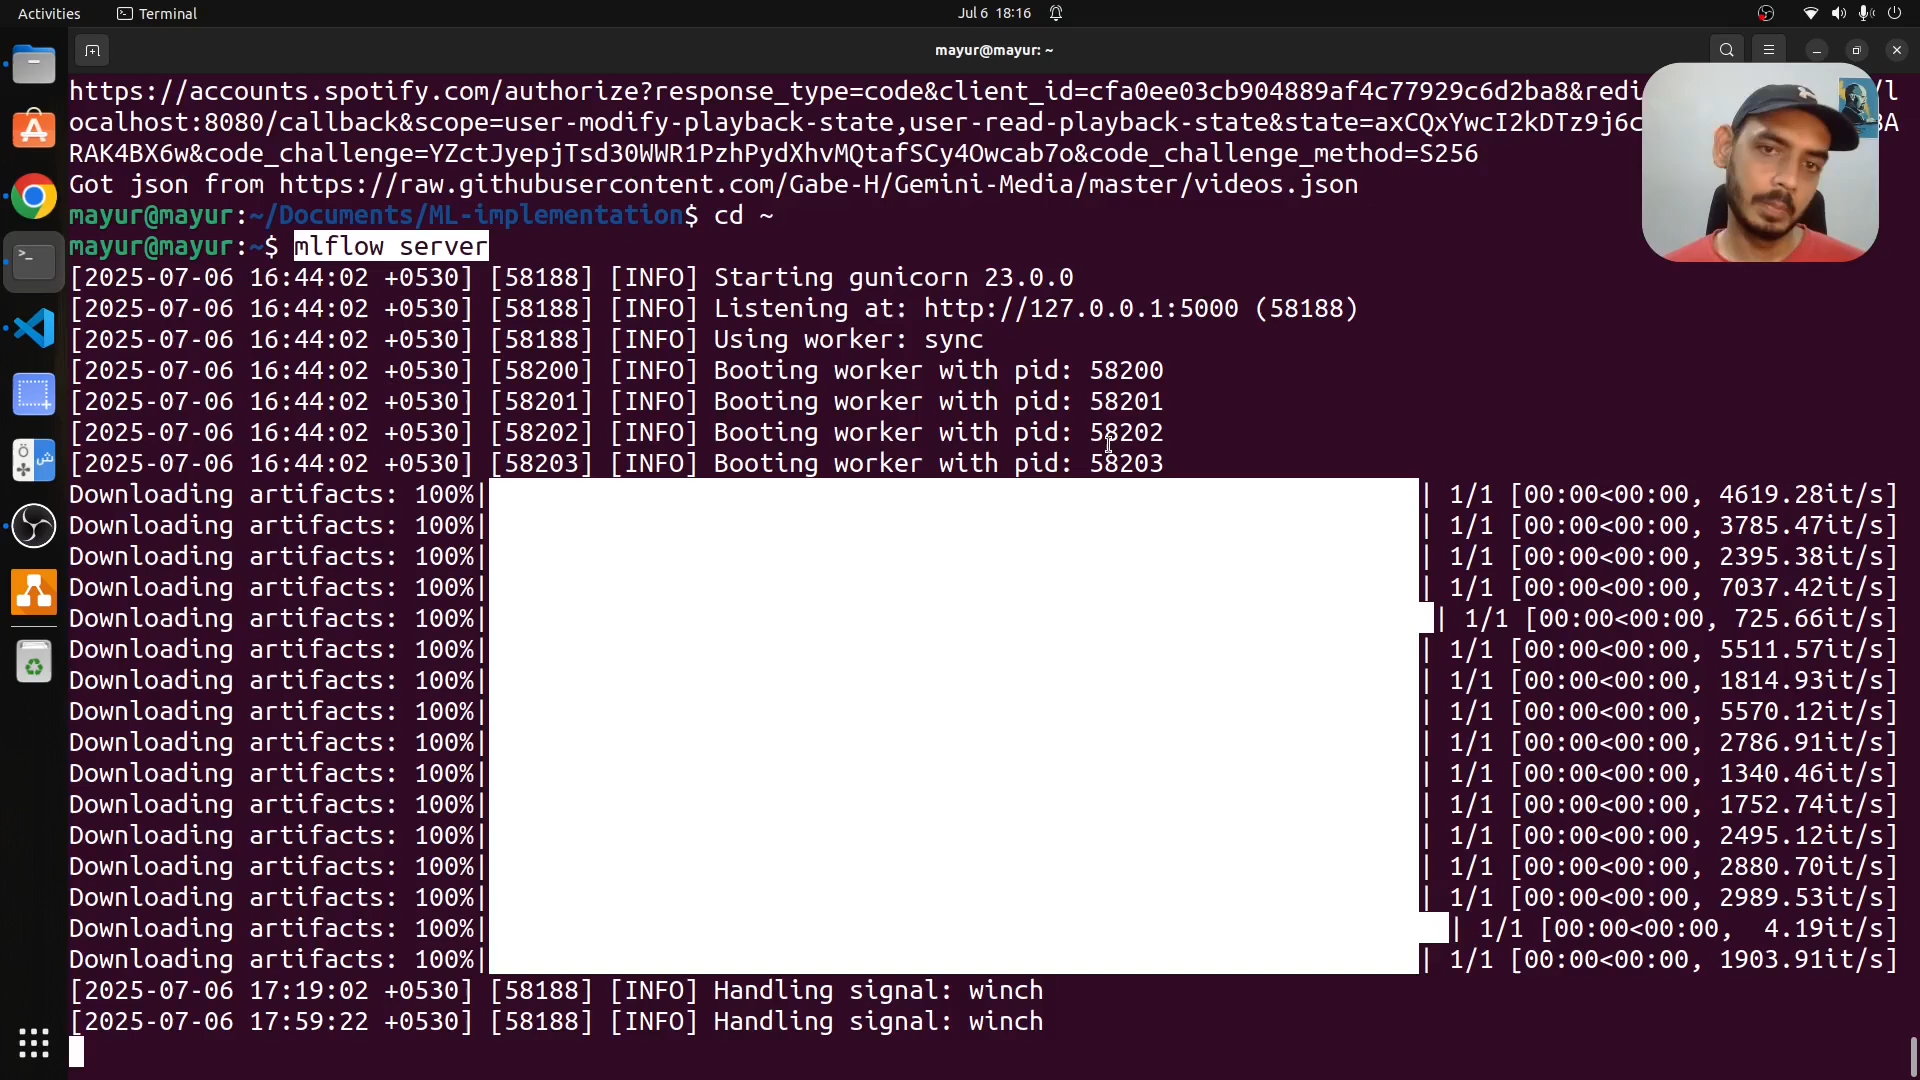 Activities Terminal Jul 6 18:16
mayur@mayur: ~
https://accounts.spotify.com/authorize?response_type=code&client_id=cfa0ee03cb904889af4c77929c6d2ba8&redi /l
ocalhost:8080/callback&scope=user-modify-playback-state,user-read-playback-state&state=axCQxYwcI2kDTz9j6c 3A
RAK4BX6w&code_challenge=YZctJyepjTsd30WWR1PzhPydXhvMQtafSCy4Owcab7o&code_challenge_method=S256
Got json from https://raw.githubusercontent.com/Gabe-H/Gemini-Media/master/videos.json
mayur@mayur:~/Documents/ML-implementation$ cd ~
mayur@mayur:~$ mlflow server
[2025-07-06 16:44:02 +0530] [58188] [INFO] Starting gunicorn 23.0.0
[2025-07-06 16:44:02 +0530] [58188] [INFO] Listening at: http://127.0.0.1:5000 (58188)
[2025-07-06 16:44:02 +0530] [58188] [INFO] Using worker: sync
[2025-07-06 16:44:02 +0530] [58200] [INFO] Booting worker with pid: 58200
[2025-07-06 16:44:02 +0530] [58201] [INFO] Booting worker with pid: 58201
[2025-07-06 16:44:02 +0530] [58202] [INFO] Booting worker with pid: 58202
[2025-07-06 16:44:02 +0530] [58203] [INFO] Booting worker with pid: 58203
Downloading artifacts: 100%| | 1/1 [00:00<00:00, 4619.28it/s]
Downloading artifacts: 100%| | 1/1 [00:00<00:00, 3785.47it/s]
Downloading artifacts: 100%| | 1/1 [00:00<00:00, 2395.38it/s]
Downloading artifacts: 100%| | 1/1 [00:00<00:00, 7037.42it/s]
Downloading artifacts: 100%| | 1/1 [00:00<00:00, 725.66it/s]
Downloading artifacts: 100%| | 1/1 [00:00<00:00, 5511.57it/s]
Downloading artifacts: 100%| | 1/1 [00:00<00:00, 1814.93it/s]
Downloading artifacts: 100%| | 1/1 [00:00<00:00, 5570.12it/s]
Downloading artifacts: 100%| | 1/1 [00:00<00:00, 2786.91it/s]
Downloading artifacts: 100%| | 1/1 [00:00<00:00, 1340.46it/s]
Downloading artifacts: 100%| | 1/1 [00:00<00:00, 1752.74it/s]
Downloading artifacts: 100%| | 1/1 [00:00<00:00, 2495.12it/s]
Downloading artifacts: 100%| | 1/1 [00:00<00:00, 2880.70it/s]
Downloading artifacts: 100%| | 1/1 [00:00<00:00, 2989.53it/s]
Downloading artifacts: 100%| | 1/1 [00:00<00:00, 4.19it/s]
Downloading artifacts: 100%| | 1/1 [00:00<00:00, 1903.91it/s]
[2025-07-06 17:19:02 +0530] [58188] [INFO] Handling signal: winch
[2025-07-06 17:59:22 +0530] [58188] [INFO] Handling signal: winch